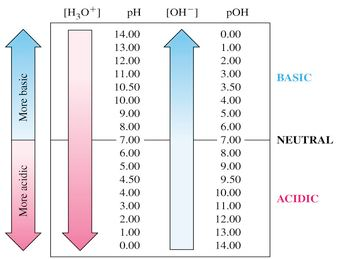 [H₃O⁺] pH [OH⁻] pOH
14.00 0.00
13.00 1.00
12.00 2.00
11.00 3.00
10.50 3.50
10.00 4.00
9.00 5.00
8.00 6.00
7.00 7.00
6.00 8.00
5.00 9.00
4.50 9.50
4.00 10.00
3.00 11.00
2.00 12.00
1.00 13.00
0.00 14.00
More basic
More acidic
BASIC
NEUTRAL
ACIDIC